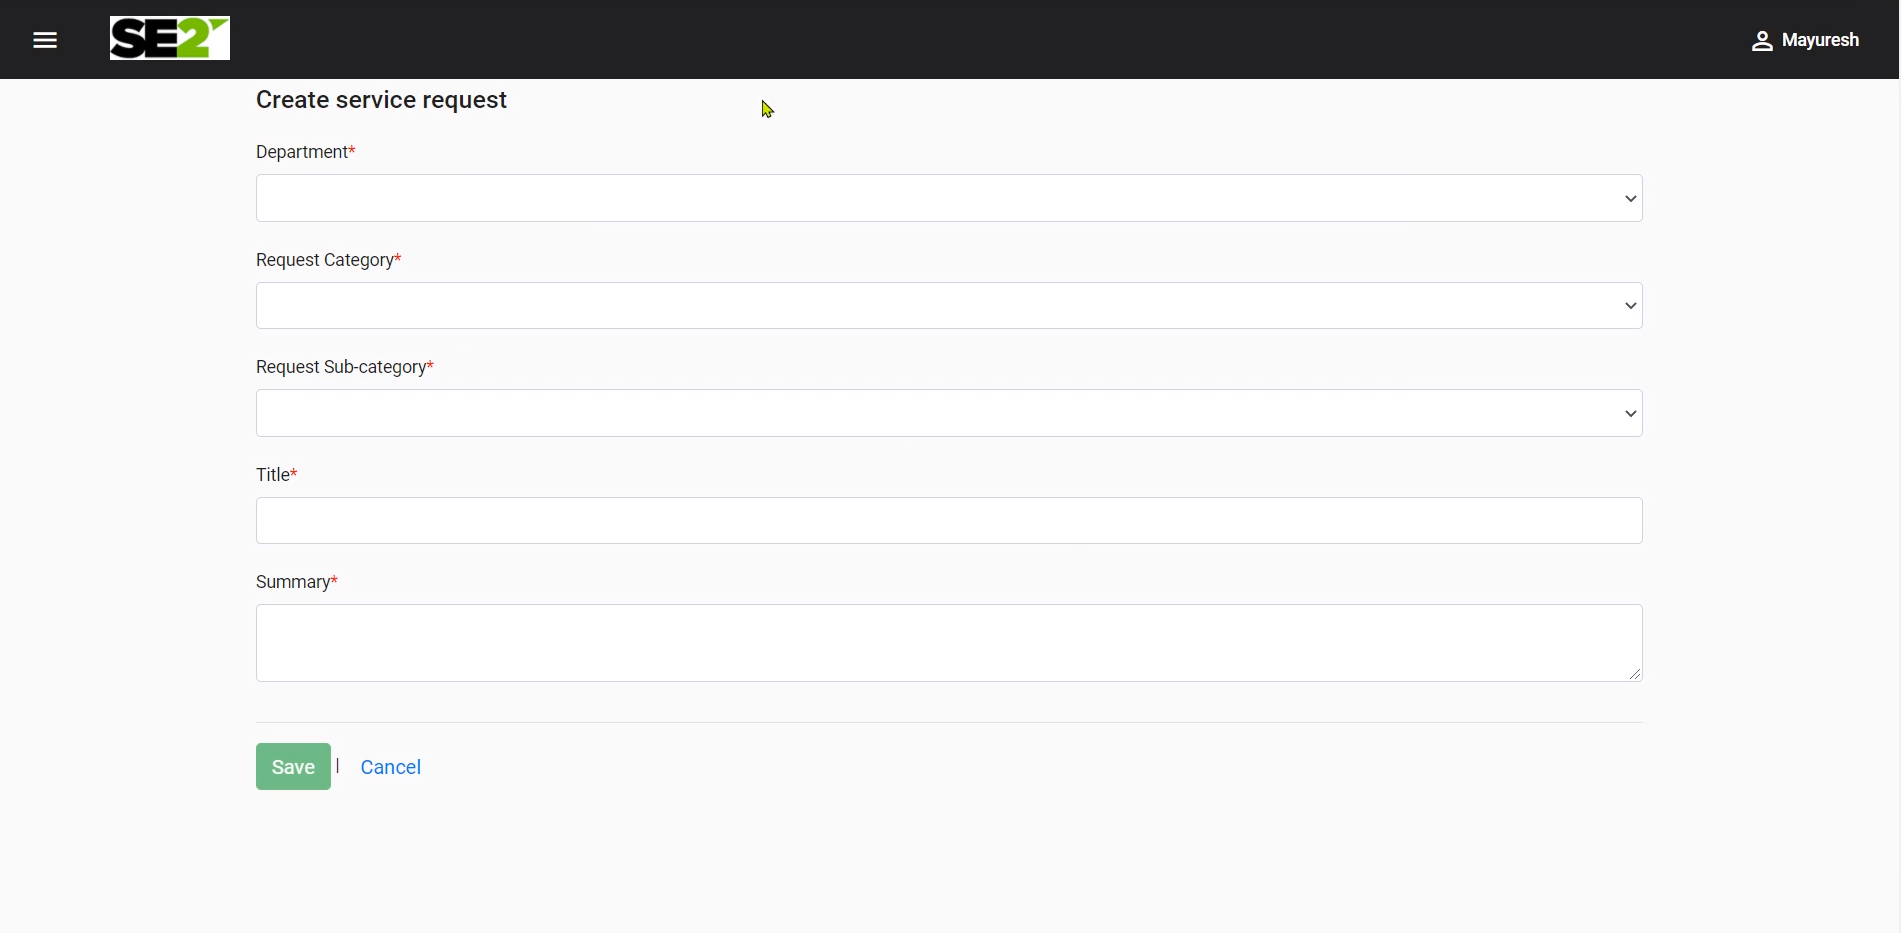 SE2
Mayuresh
Create service request
Department*
Request Category*
Request Sub-category*
Title*
Summary*
Save | Cancel